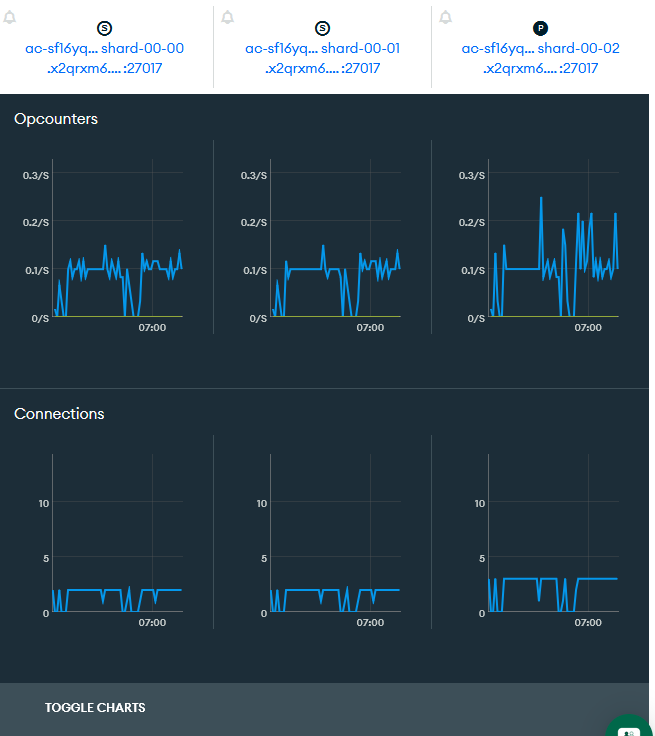 S S P
ac-sf16yq... shard-00-00 ac-sf16yq... shard-00-01 ac-sf16yq... shard-00-02
.x2qrxm6.... :27017 .x2qrxm6.... :27017 .x2qrxm6.... :27017
Opcounters
0.3/S 0.3/S 0.3/S
0.2/S 0.2/S 0.2/S
0.1/S 0.1/S 0.1/S
0/S 0/S 0/S
07:00 07:00 07:00
Connections
10 10 10
5 5 5
0 0 0
07:00 07:00 07:00
TOGGLE CHARTS